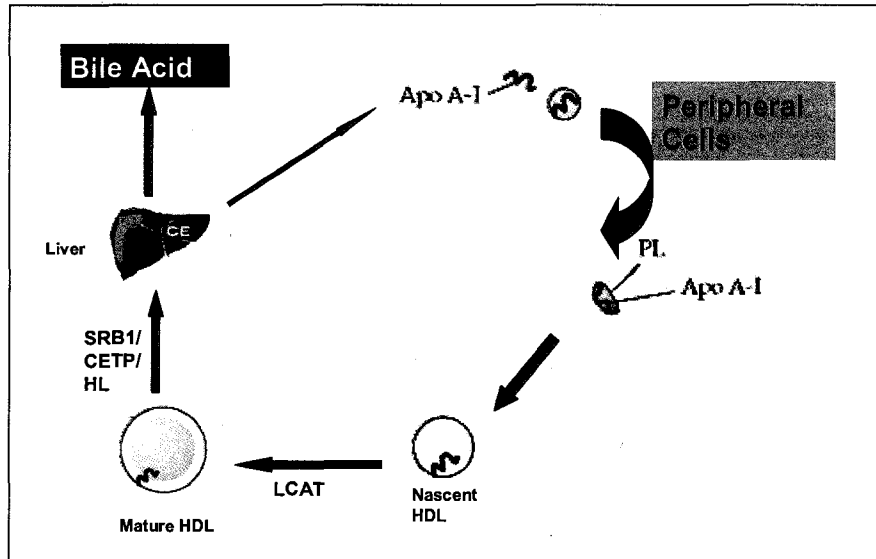 Bile Acid
Apo A-I
Peripheral
Cells
CE
Liver
PL
Apo A-I
SRB1/
CETP/
HL
LCAT
Nascent
HDL
Mature HDL